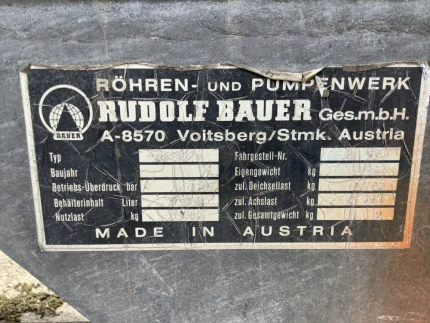 RÖHREN- UND PUMPENWERK
BAUER
RUDOLF BAUER Ges.m.b.H.
A-8570 Voitsberg/Stmk. Austria
Typ Fahrgestell-Nr.
Baujahr Eigengewicht kg
Betriebs-Überdruck bar zul. Deichsellast kg
Behälterinhalt Liter zul. Achslast kg
Nutzlast kg zul. Gesamtgewicht kg
MADE IN AUSTRIA